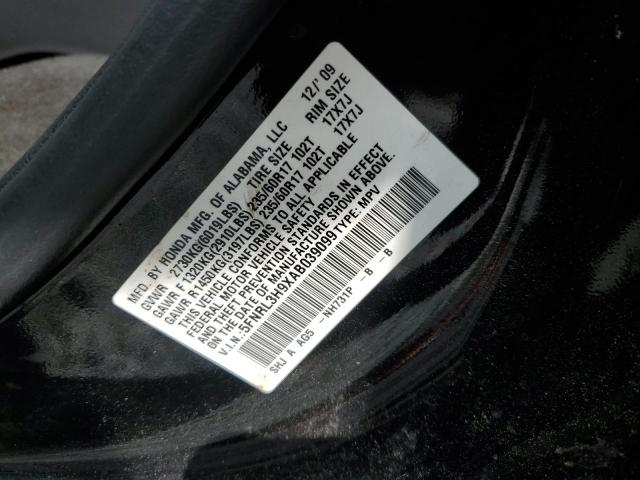 MFD. BY HONDA MFG. OF ALABAMA, LLC 12/'09
GVWR 2730KG(6019LBS) TIRE SIZE RIM SIZE
GAWR F 1320KG(2910LBS) 235/60R17 102T 17X7J
GAWR R 1450KG(3197LBS) 235/60R17 102T 17X7J
THIS VEHICLE CONFORMS TO ALL APPLICABLE
FEDERAL MOTOR VEHICLE SAFETY
AND THEFT PREVENTION STANDARDS IN EFFECT
ON THE DATE OF MANUFACTURE SHOWN ABOVE.
V.I.N.:5FNRL3H9XAB039099 TYPE: MPV
SHJ A AG5 -NH731P -B -B